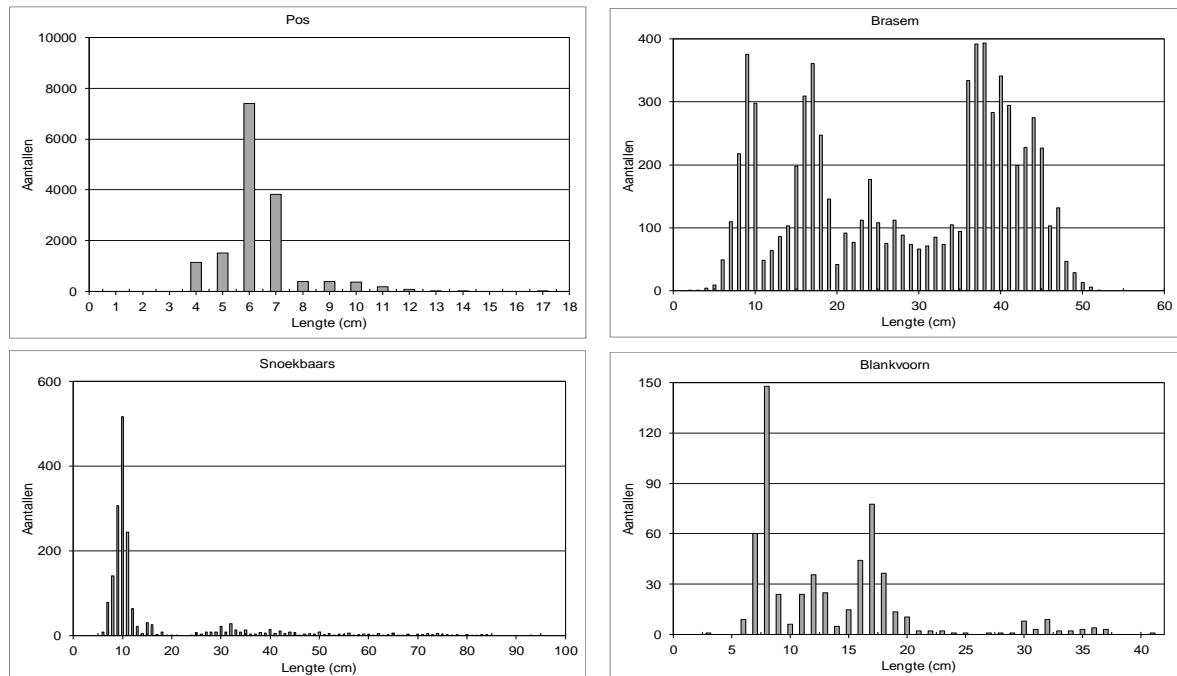 Pos
10000
8000
6000
4000
2000
0
Aantallen
0 1 2 3 4 5 6 7 8 9 10 11 12 13 14 15 16 17 18
Lengte (cm)
Brasem
400
300
200
100
0
Aantallen
0 10 20 30 40 50 60
Lengte (cm)
Snoekbaars
600
400
200
0
Aantallen
0 10 20 30 40 50 60 70 80 90 100
Lengte (cm)
Blankvoorn
150
120
90
60
30
0
Aantallen
0 5 10 15 20 25 30 35 40
Lengte (cm)